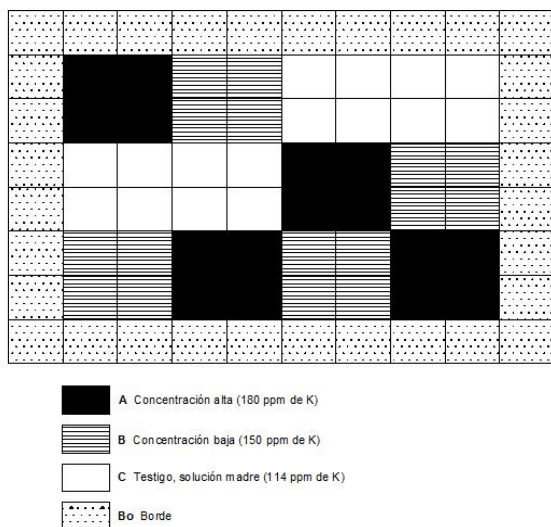 A Concentración alta (180 ppm de K)
B Concentración baja (150 ppm de K)
C Testigo, solución madre (114 ppm de K)
Bo Borde